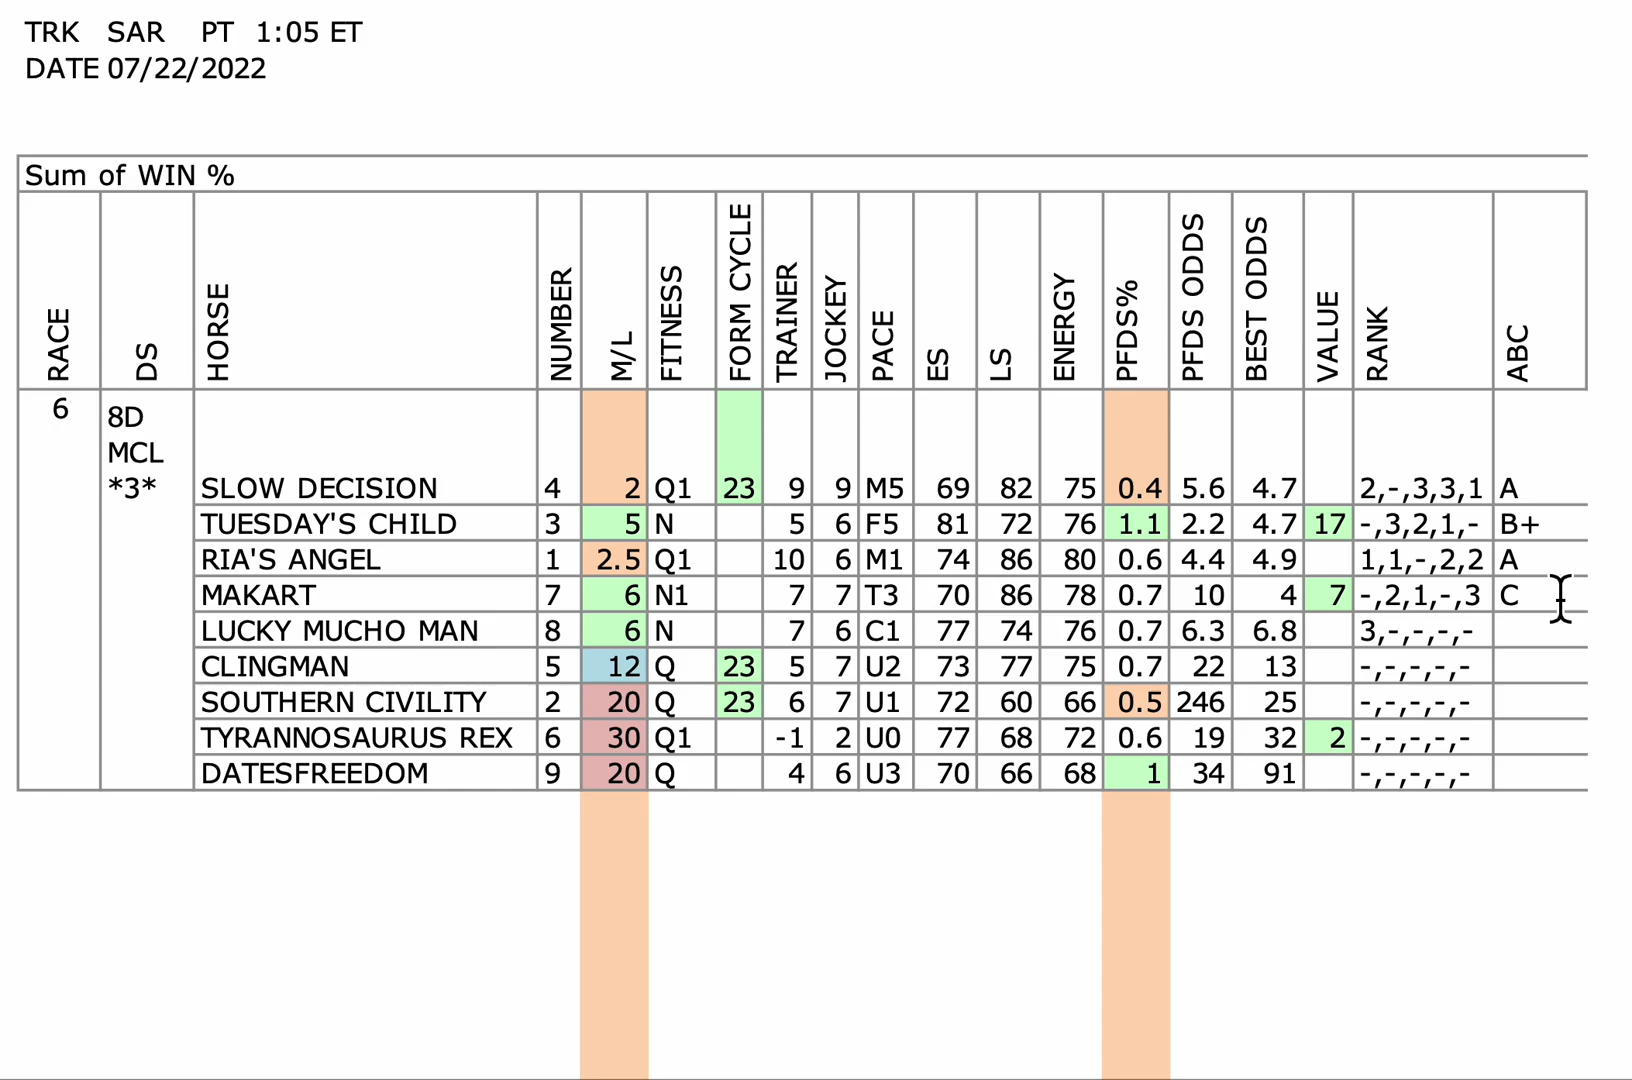 TRK SAR PT 1:05 ET
DATE 07/22/2022
Sum of WIN %
RACE DS HORSE NUMBER M/L FITNESS FORM CYCLE TRAINER JOCKEY PACE ES LS ENERGY PFDS% PFDS ODDS BEST ODDS VALUE RANK ABC
6 8D
MCL
*3* SLOW DECISION 4 2 Q1 23 9 9 M5 69 82 75 0.4 5.6 4.7 2,-,3,3,1 A
TUESDAY'S CHILD 3 5 N 5 6 F5 81 72 76 1.1 2.2 4.7 17 -,3,2,1,- B+
RIA'S ANGEL 1 2.5 Q1 10 6 M1 74 86 80 0.6 4.4 4.9 1,1,-,2,2 A
MAKART 7 6 N1 7 7 T3 70 86 78 0.7 10 4 7 -,2,1,-,3 C
LUCKY MUCHO MAN 8 6 N 7 6 C1 77 74 76 0.7 6.3 6.8 3,-,-,-,-
CLINGMAN 5 12 Q 23 5 7 U2 73 77 75 0.7 22 13 -,-,-,-,-
SOUTHERN CIVILITY 2 20 Q 23 6 7 U1 72 60 66 0.5 246 25 -,-,-,-,-
TYRANNOSAURUS REX 6 30 Q1 -1 2 U0 77 68 72 0.6 19 32 2 -,-,-,-,-
DATESFREEDOM 9 20 Q 4 6 U3 70 66 68 1 34 91 -,-,-,-,-